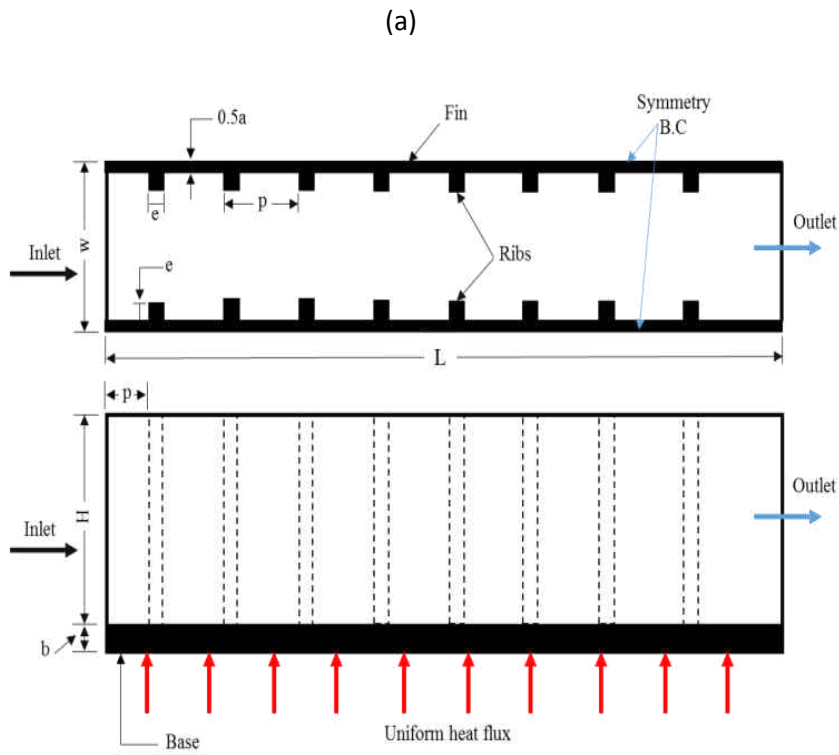 (a)
Symmetry
B.C
Fin
0.5a
e
p
Inlet
w
Outlet
Ribs
e
L
p
H
Inlet
Outlet
b
Base
Uniform heat flux